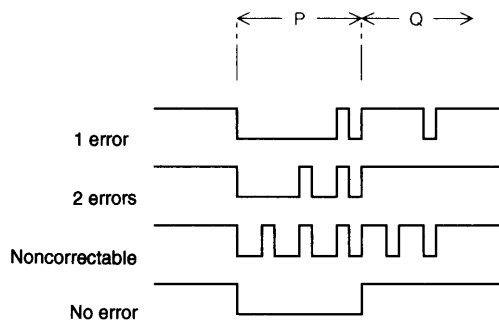 P
Q
1 error
2 errors
Noncorrectable
No error